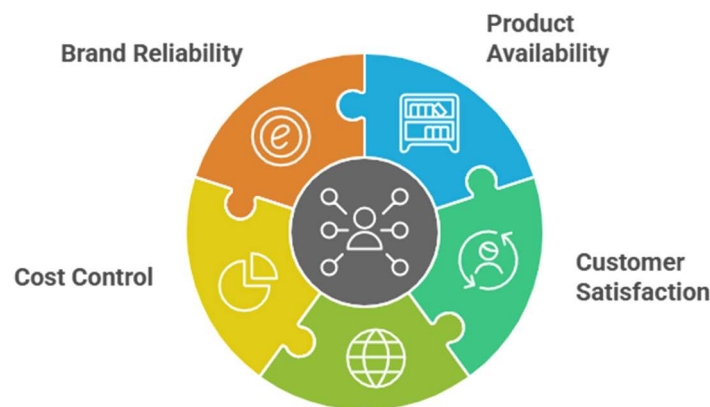 Product
Availability
Brand Reliability
Customer
Satisfaction
Cost Control